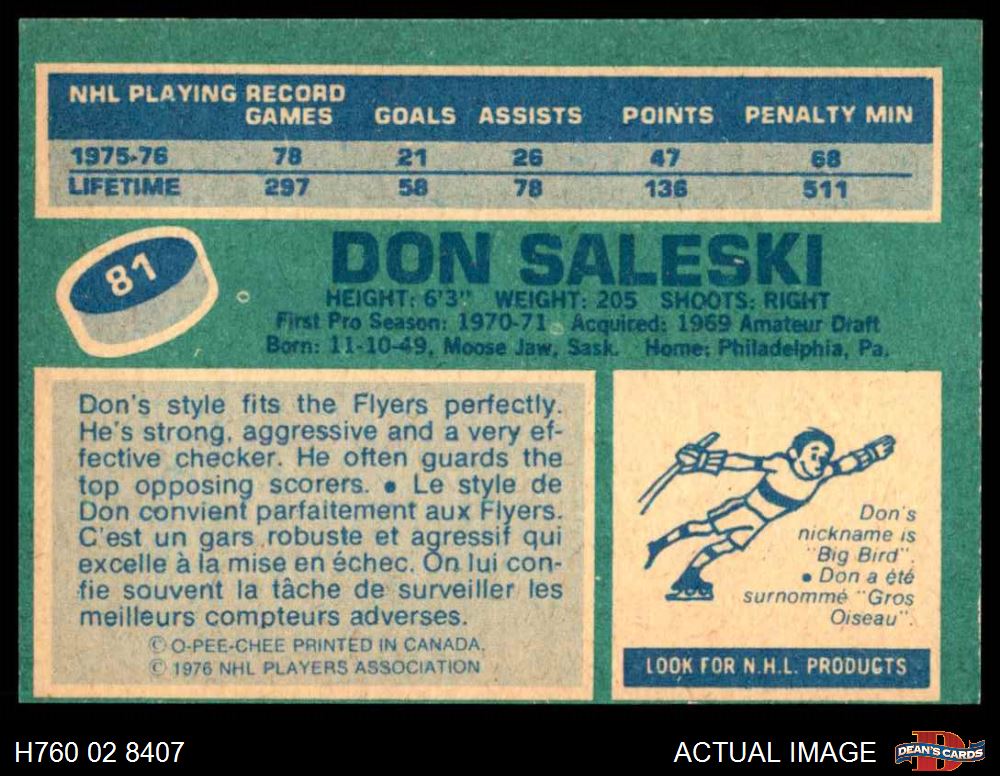 NHL PLAYING RECORD
GAMES GOALS ASSISTS POINTS PENALTY MIN
1975-76 78 21 26 47 68
LIFETIME 297 58 78 136 511
81
DON SALESKI
HEIGHT: 6'3" WEIGHT: 205 SHOOTS: RIGHT
First Pro Season: 1970-71 Acquired: 1969 Amateur Draft
Born: 11-10-49, Moose Jaw, Sask. Home: Philadelphia, Pa.
Don's style fits the Flyers perfectly.
He's strong, aggressive and a very ef-
fective checker. He often guards the
top opposing scorers. • Le style de
Don convient parfaitement aux Flyers.
C'est un gars robuste et agressif qui
excelle à la mise en échec. On lui con-
fie souvent la tâche de surveiller les
meilleurs compteurs adverses.
© O-PEE-CHEE PRINTED IN CANADA.
© 1976 NHL PLAYERS ASSOCIATION
Don's
nickname is
"Big Bird".
• Don a été
surnommé "Gros
Oiseau".
LOOK FOR N.H.L. PRODUCTS
H760 02 8407
ACTUAL IMAGE
DEAN'S CARDS